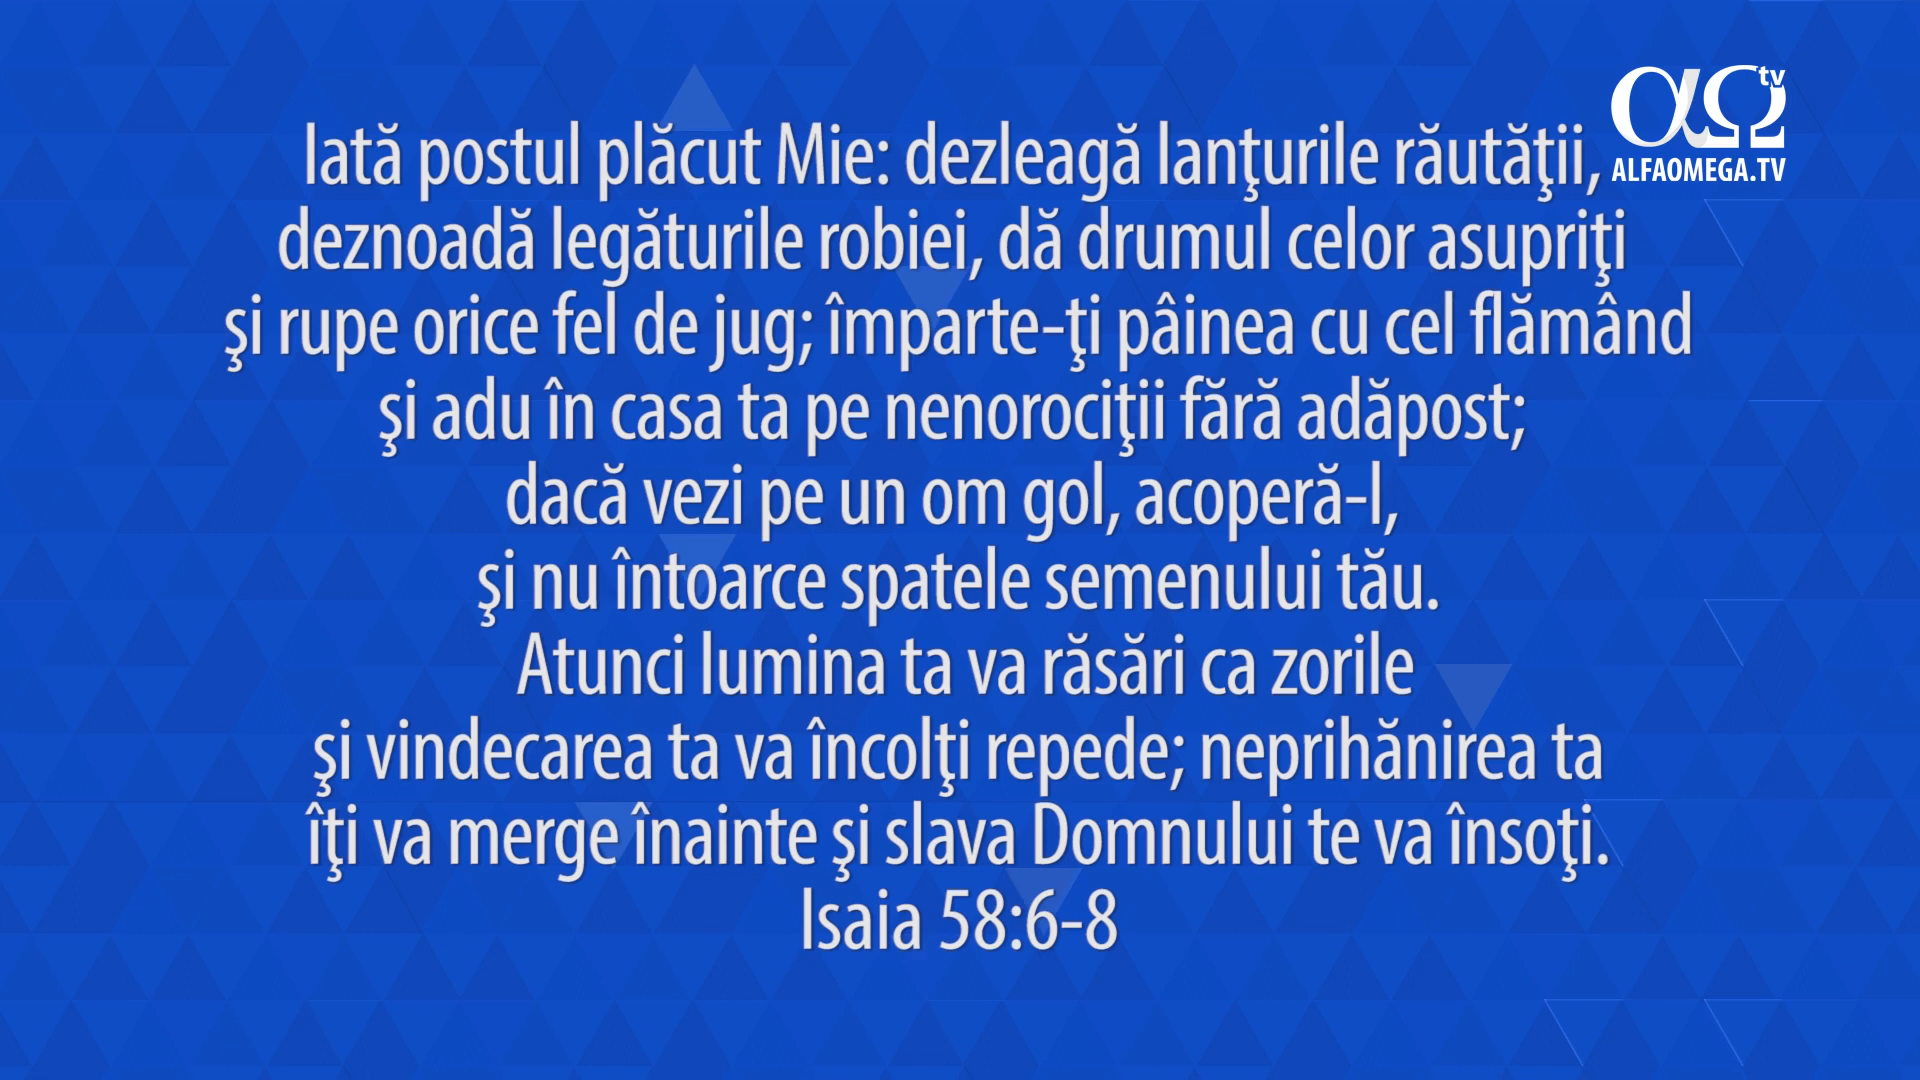 αΩ tv
ALFAOMEGA.TV
Iată postul plăcut Mie: dezleagă lanţurile răutăţii,
deznoadă legăturile robiei, dă drumul celor asupriţi
şi rupe orice fel de jug; împarte-ţi pâinea cu cel flămând
şi adu în casa ta pe nenorociţii fără adăpost;
dacă vezi pe un om gol, acoperă-l,
şi nu întoarce spatele semenului tău.
Atunci lumina ta va răsări ca zorile
şi vindecarea ta va încolţi repede; neprihănirea ta
îţi va merge înainte şi slava Domnului te va însoţi.
Isaia 58:6-8